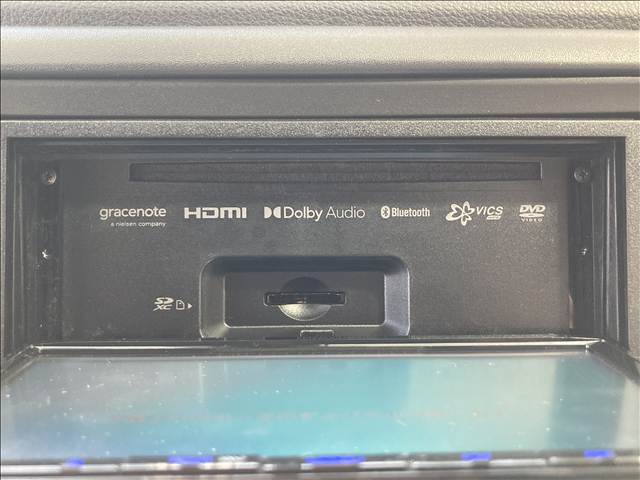 gracenote
a nielsen company
HDMI
Dolby Audio
Bluetooth
VICS
DVD
VIDEO
SD
XC